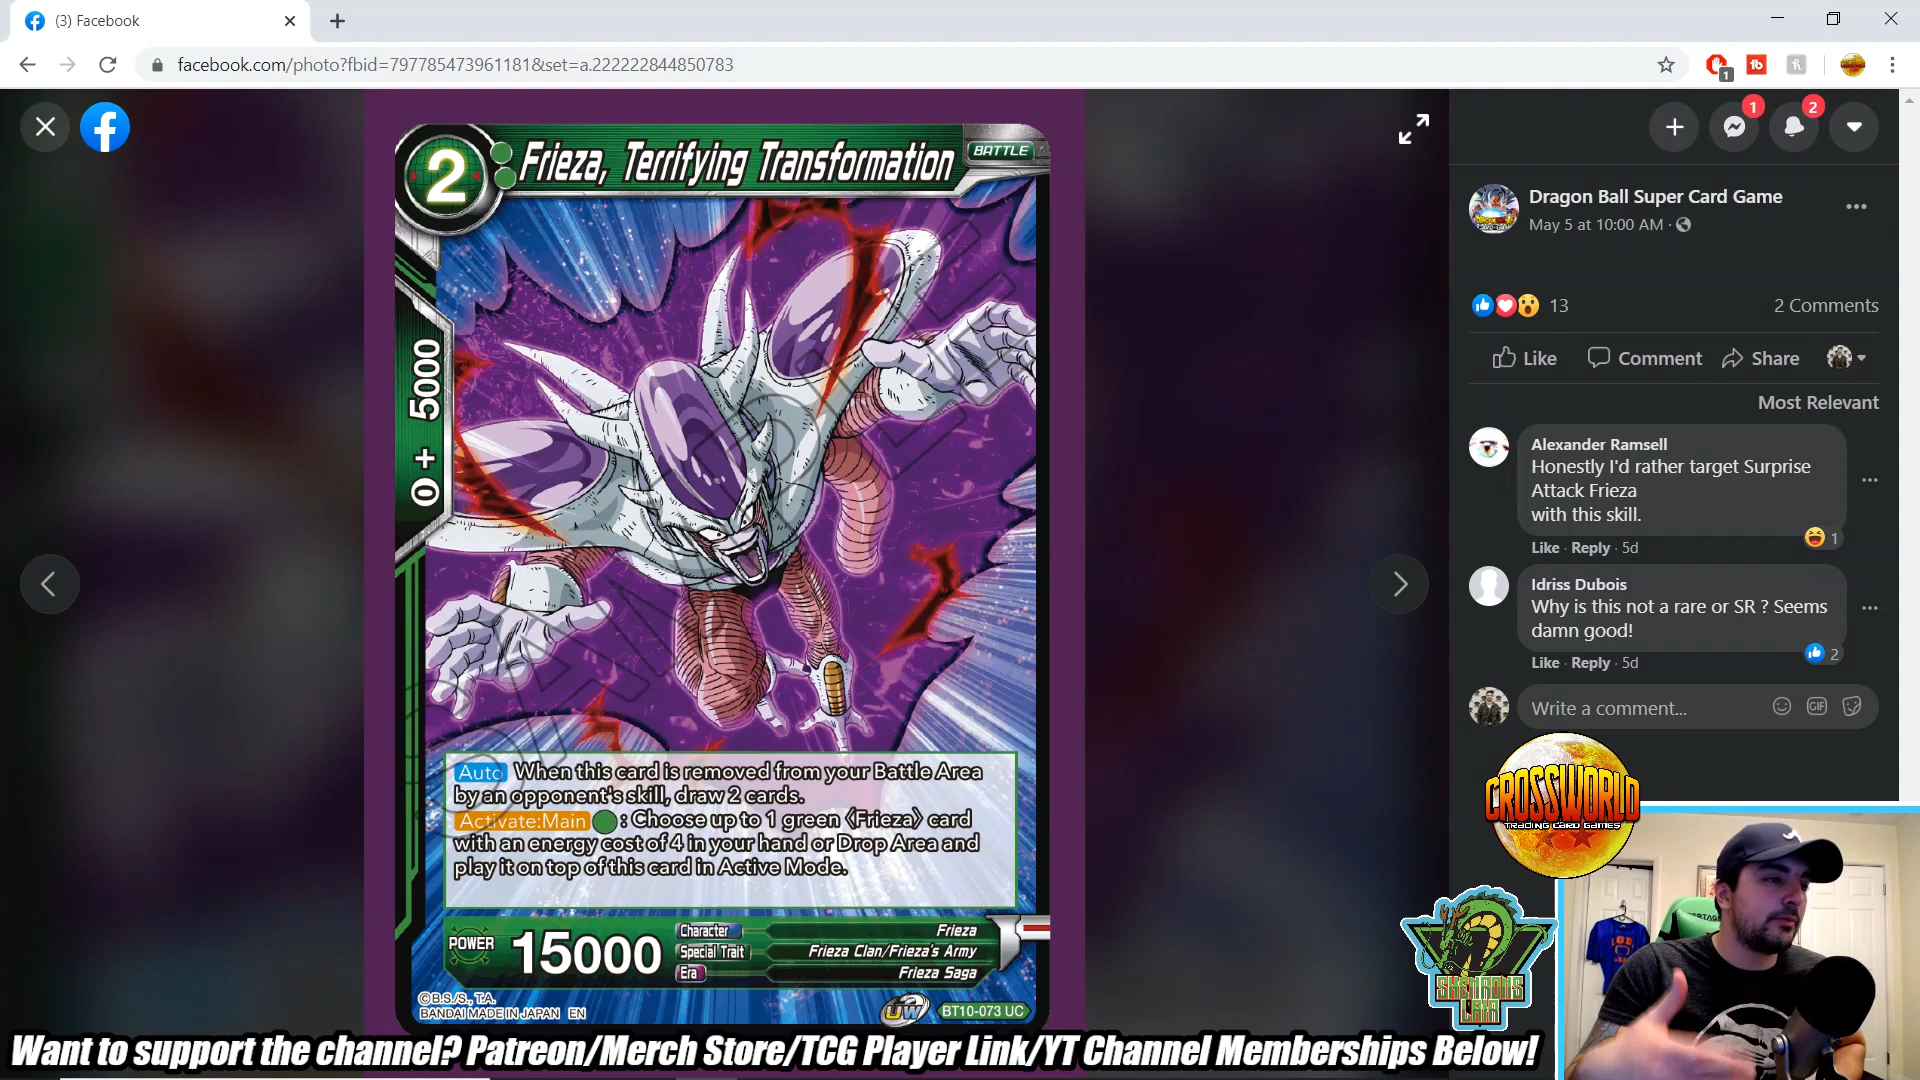 (3) Facebook
facebook.com/photo?fbid=797785473961181&set=a.222222844850783
1
1
2
2
Frieza, Terrifying Transformation
BATTLE
0 + 5000
Auto When this card is removed from your Battle Area
by an opponent's skill, draw 2 cards.
Activate:Main : Choose up to 1 green 〈Frieza〉 card
with an energy cost of 4 in your hand or Drop Area and
play it on top of this card in Active Mode.
POWER
15000
Character
Frieza
Special Trait
Frieza Clan/Frieza's Army
Era
Frieza Saga
©B.S./S., T.A.
BANDAI MADE IN JAPAN EN
UW
BT10-073 UC
Dragon Ball Super Card Game
May 5 at 10:00 AM ·
13
2 Comments
Like
Comment
Share
Most Relevant
Alexander Ramsell
Honestly I'd rather target Surprise
Attack Frieza
with this skill.
1
Like · Reply · 5d
Idriss Dubois
Why is this not a rare or SR ? Seems
damn good!
2
Like · Reply · 5d
Write a comment...
GIF
CROSSWORLD
TRADING CARD GAMES
SHENRONS
LAIR
Want to support the channel? Patreon/Merch Store/TCG Player Link/YT Channel Memberships Below!